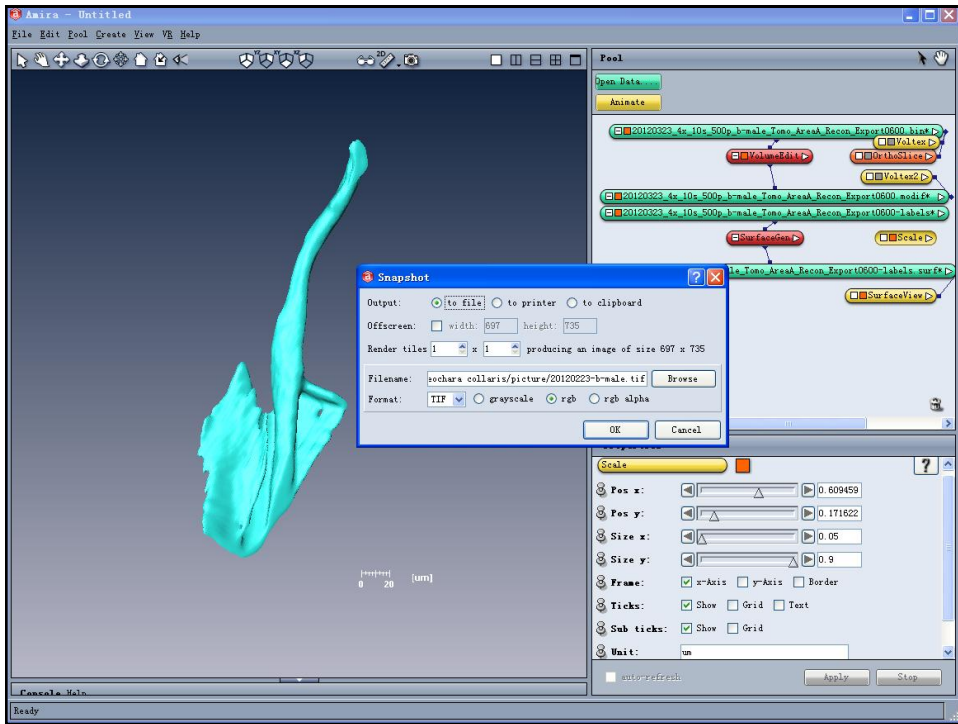 Amira - Untitled
File Edit Pool Create View VR Help
2D
Pool
Open Data...
Animate
20120323_4x_10s_500p_b-male_Tomo_AreaA_Recon_Export0600.bin*
Voltex
VolumeEdit
OrthoSlice
Voltex2
20120323_4x_10s_500p_b-male_Tomo_AreaA_Recon_Export0600.modif*
20120323_4x_10s_500p_b-male_Tomo_AreaA_Recon_Export0600-labels*
SurfaceGen
Scale
le_Tomo_AreaA_Recon_Export0600-labels.surf*
SurfaceView
Snapshot
Output: to file to printer to clipboard
Offscreen: width: 697 height: 735
Render tiles 1 x 1 producing an image of size 697 x 735
Filename: eochara collaris/picture/20120223-b-male.tif Browse
Format: TIF grayscale rgb rgb alpha
OK Cancel
0 20 [um]
Scale ?
Pos x: 0.609459
Pos y: 0.171622
Size x: 0.05
Size y: 0.9
Frame: x-Axis y-Axis Border
Ticks: Show Grid Text
Sub ticks: Show Grid
Unit: um
auto-refresh Apply Stop
Console Help
Ready